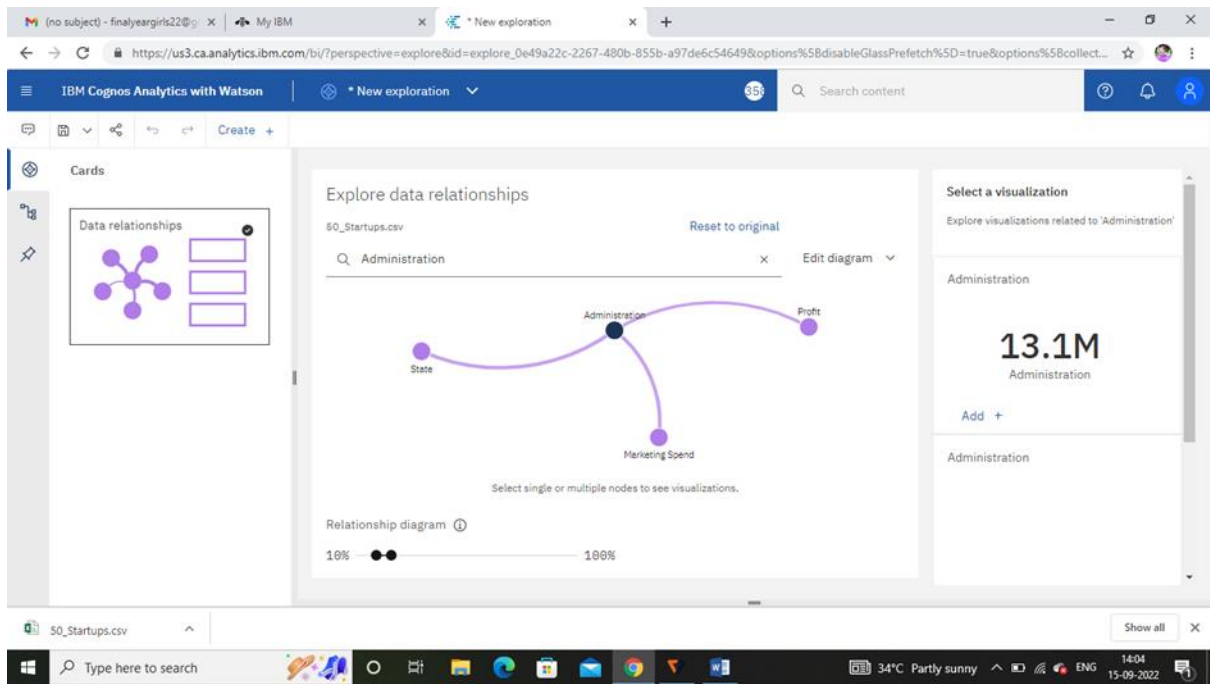 (no subject) - finalyeargirls22@g
My IBM
* New exploration
https://us3.ca.analytics.ibm.com/bi/?perspective=explore&id=explore_0e49a22c-2267-480b-855b-a97de6c54649&options%5BdisableGlassPrefetch%5D=true&options%5Bcollect...
IBM Cognos Analytics with Watson
* New exploration
358
Search content
Create +
Cards
Data relationships
Explore data relationships
50_Startups.csv
Reset to original
Administration
Edit diagram
Administration
Profit
State
Marketing Spend
Select single or multiple nodes to see visualizations.
Relationship diagram
10%
100%
Select a visualization
Explore visualizations related to 'Administration'
Administration
13.1M
Administration
Add +
Administration
50_Startups.csv
Show all
Type here to search
34°C Partly sunny
ENG
14:04
15-09-2022